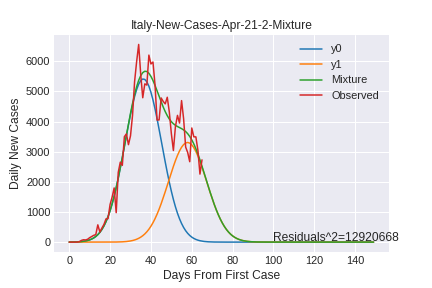 Italy-New-Cases-Apr-21-2-Mixture
y0
y1
Mixture
Observed
6000
5000
4000
3000
2000
1000
0
Daily New Cases
Residuals^2=12920668
0 20 40 60 80 100 120 140
Days From First Case